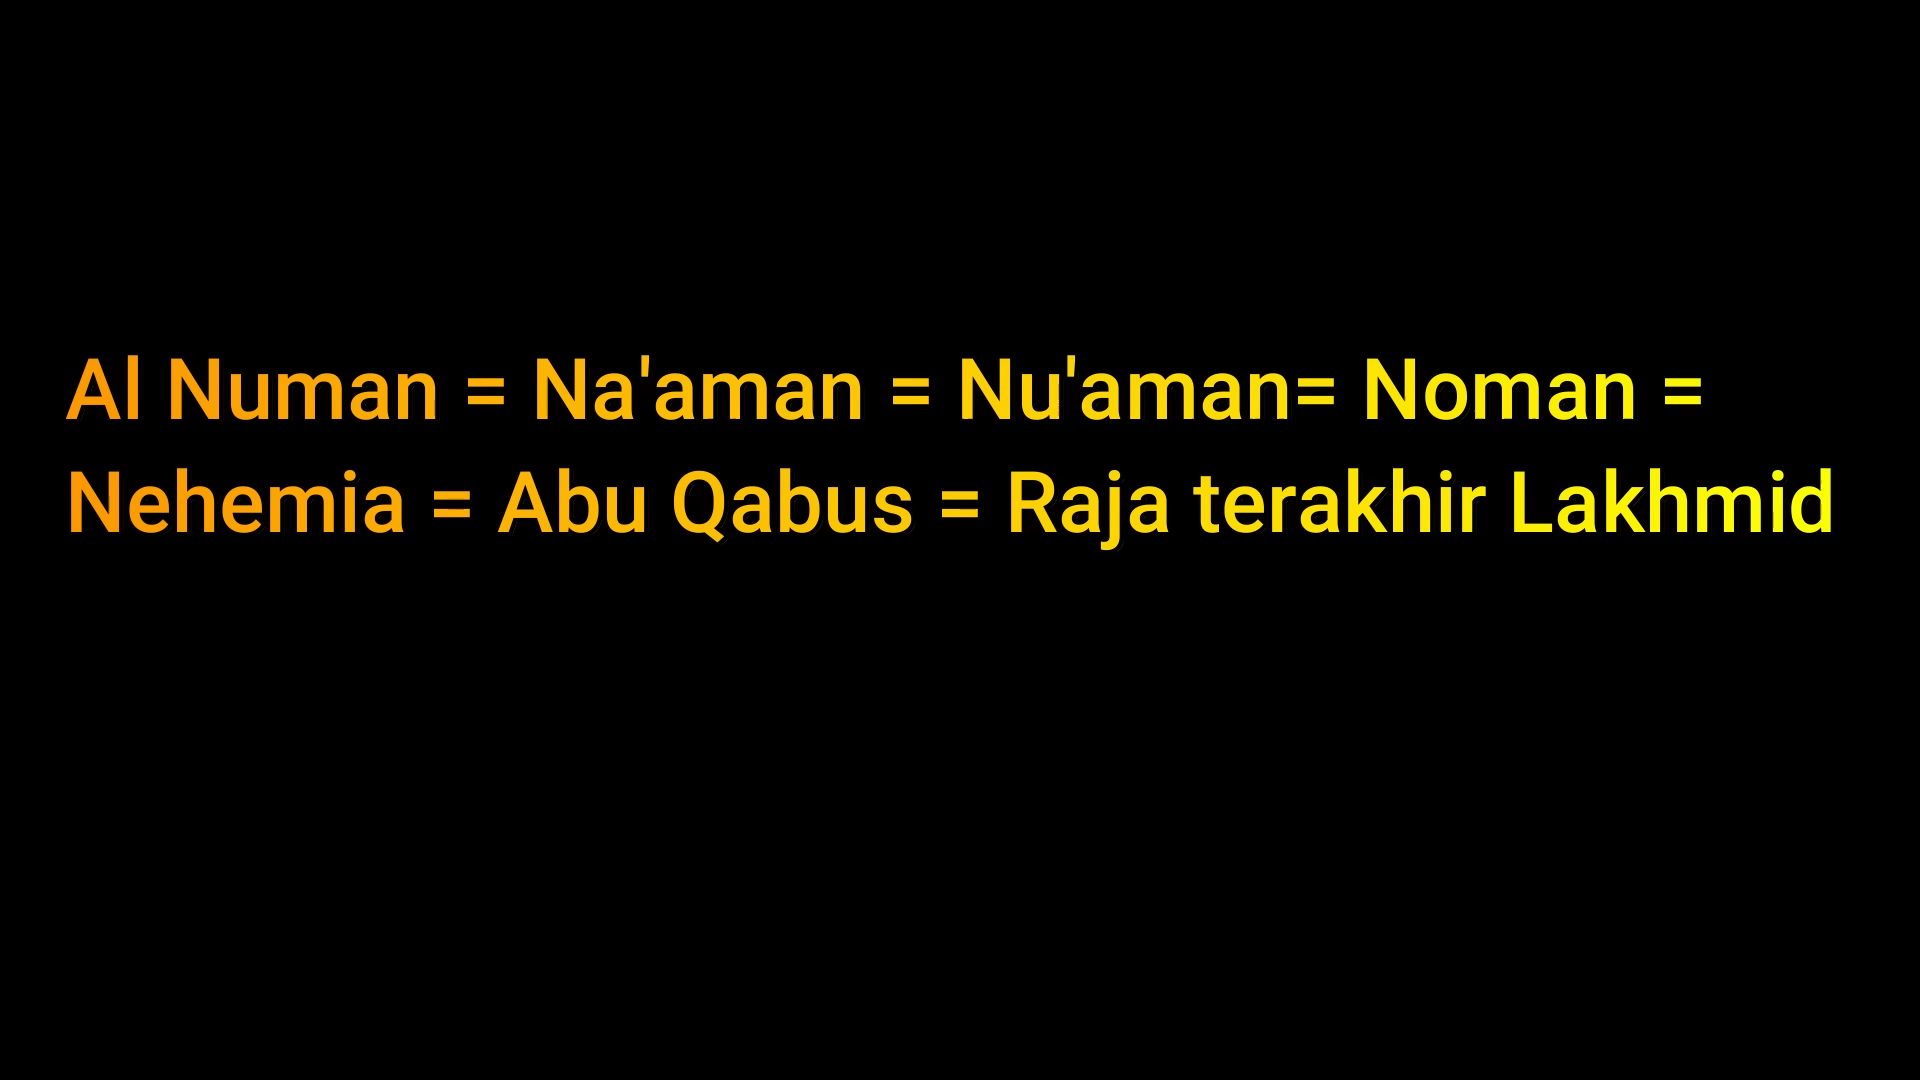 Al Numan = Na'aman = Nu'aman= Noman =
Nehemia = Abu Qabus = Raja terakhir Lakhmid